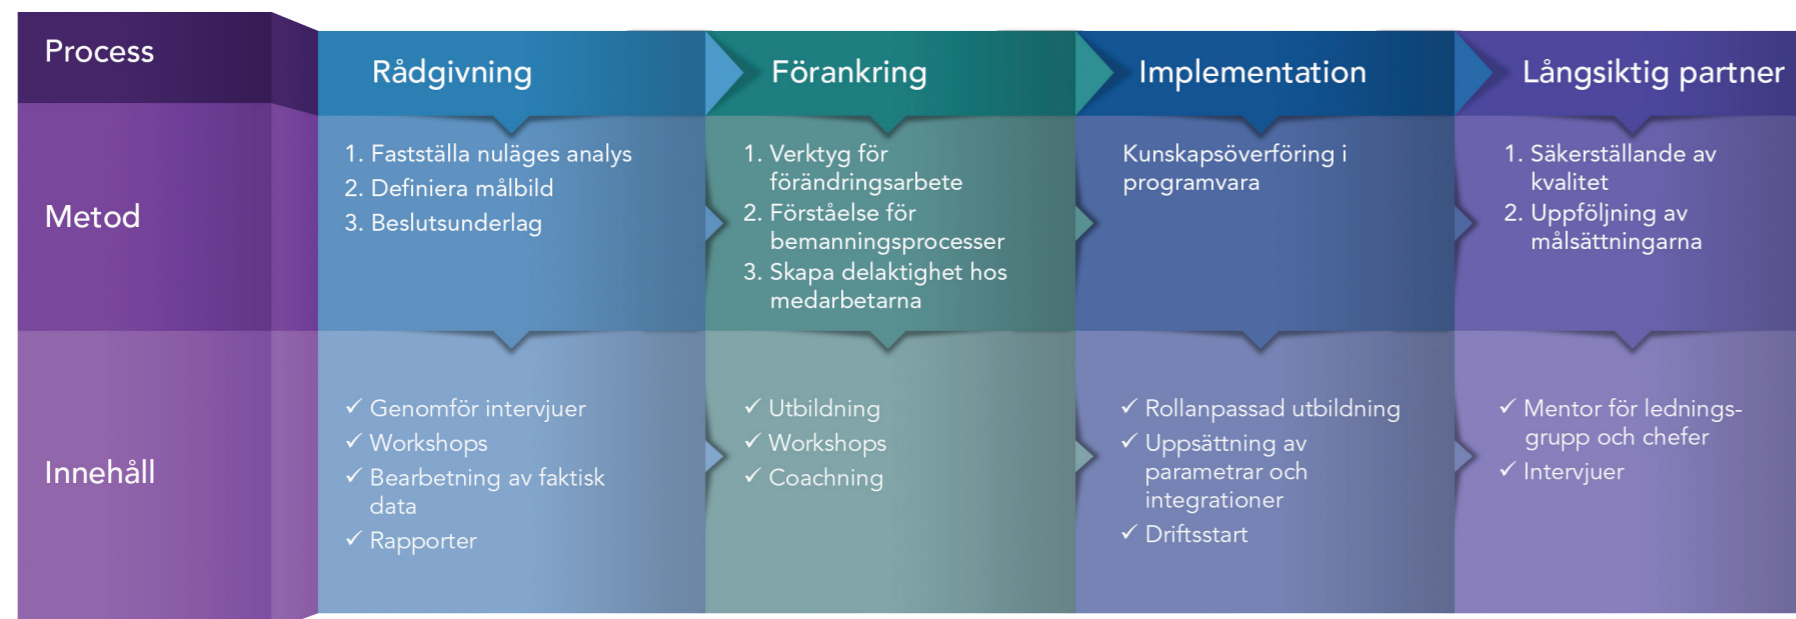 Process
Rådgivning
Förankring
Implementation
Långsiktig partner
Metod
1. Fastställa nuläges analys
2. Definiera målbild
3. Beslutsunderlag
1. Verktyg för
förändringsarbete
2. Förståelse för
bemanningsprocesser
3. Skapa delaktighet hos
medarbetarna
Kunskapsöverföring i
programvara
1. Säkerställande av
kvalitet
2. Uppföljning av
målsättningarna
Innehåll
✓ Genomför intervjuer
✓ Workshops
✓ Bearbetning av faktisk
data
✓ Rapporter
✓ Utbildning
✓ Workshops
✓ Coachning
✓ Rollanpassad utbildning
✓ Uppsättning av
parametrar och
integrationer
✓ Driftsstart
✓ Mentor för lednings-
grupp och chefer
✓ Intervjuer